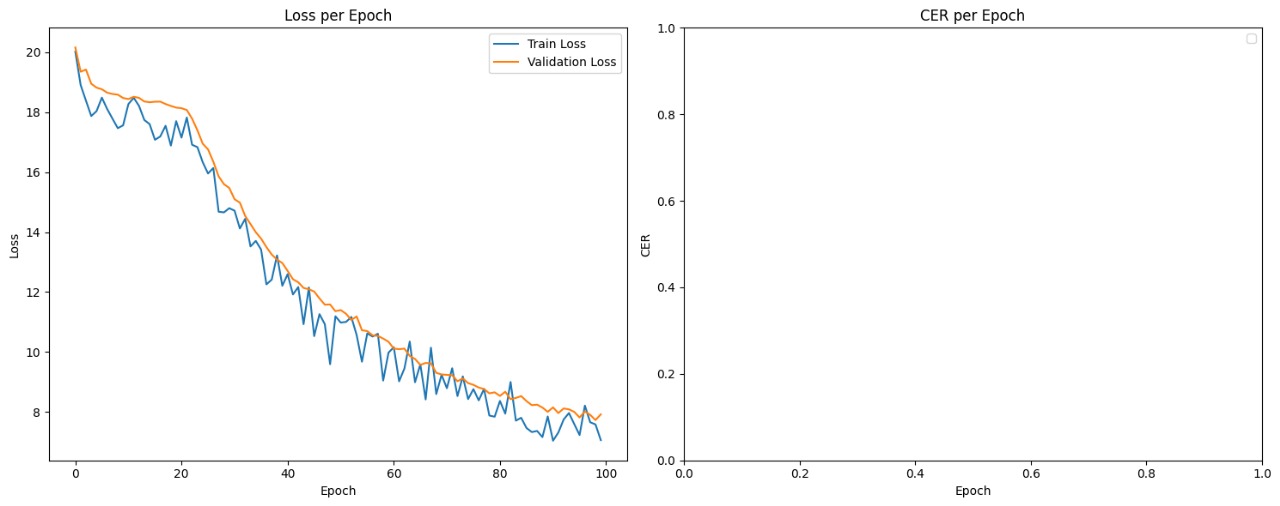 Loss per Epoch
Train Loss
Validation Loss
20
18
16
14
12
10
8
Loss
0 20 40 60 80 100
Epoch
CER per Epoch
1.0
0.8
0.6
0.4
0.2
0.0
CER
0.0 0.2 0.4 0.6 0.8 1.0
Epoch